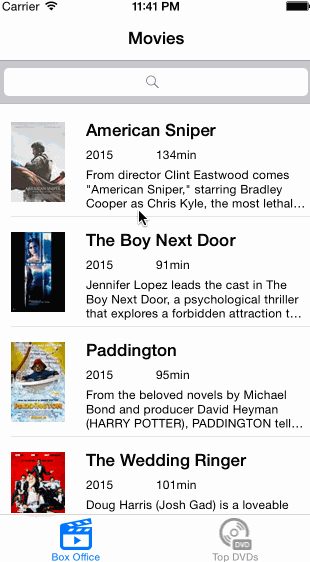 Carrier 11:41 PM
Movies
American Sniper
2015 134min
From director Clint Eastwood comes
"American Sniper," starring Bradley
Cooper as Chris Kyle, the most lethal…
The Boy Next Door
2015 91min
Jennifer Lopez leads the cast in The
Boy Next Door, a psychological thriller
that explores a forbidden attraction t…
PADDINGTON
Paddington
2015 95min
From the beloved novels by Michael
Bond and producer David Heyman
(HARRY POTTER), PADDINGTON tell…
The Wedding Ringer
2015 101min
Doug Harris (Josh Gad) is a loveable
DVD
Box Office Top DVDs